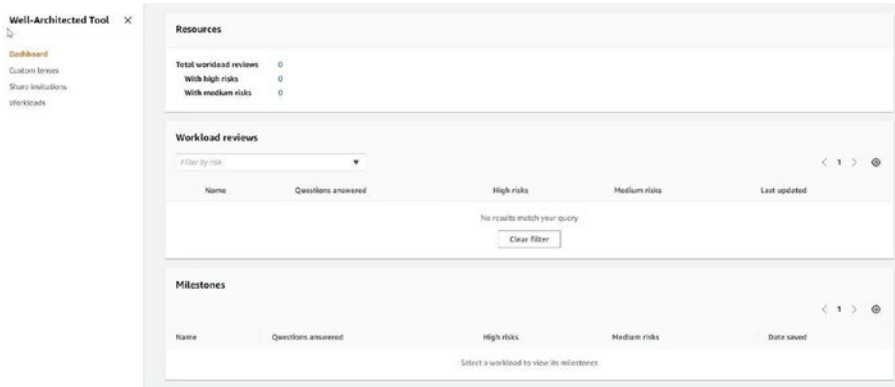 Well-Architected Tool
Dashboard
Custom lenses
Share invitations
Workloads
Resources
Total workload reviews 0
With high risks 0
With medium risks 0
Workload reviews
Filter by risk
1
Name Questions answered High risks Medium risks Last updated
No results match your query
Clear filter
Milestones
1
Name Questions answered High risks Medium risks Date saved
Select a workload to view its milestones